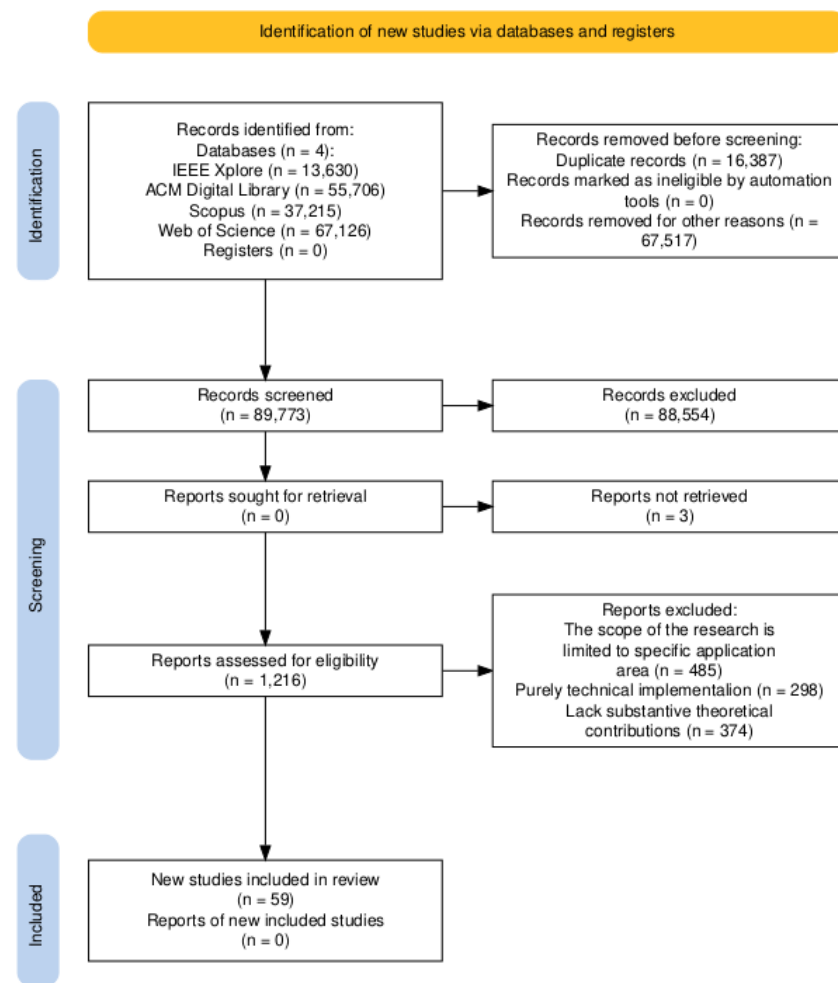 Identification of new studies via databases and registers
Identification
Records identified from:
Databases (n = 4):
IEEE Xplore (n = 13,630)
ACM Digital Library (n = 55,706)
Scopus (n = 37,215)
Web of Science (n = 67,126)
Registers (n = 0)
Records removed before screening:
Duplicate records (n = 16,387)
Records marked as ineligible by automation
tools (n = 0)
Records removed for other reasons (n =
67,517)
Screening
Records screened
(n = 89,773)
Records excluded
(n = 88,554)
Reports sought for retrieval
(n = 0)
Reports not retrieved
(n = 3)
Reports assessed for eligibility
(n = 1,216)
Reports excluded:
The scope of the research is
limited to specific application
area (n = 485)
Purely technical implementation (n = 298)
Lack substantive theoretical
contributions (n = 374)
Included
New studies included in review
(n = 59)
Reports of new included studies
(n = 0)